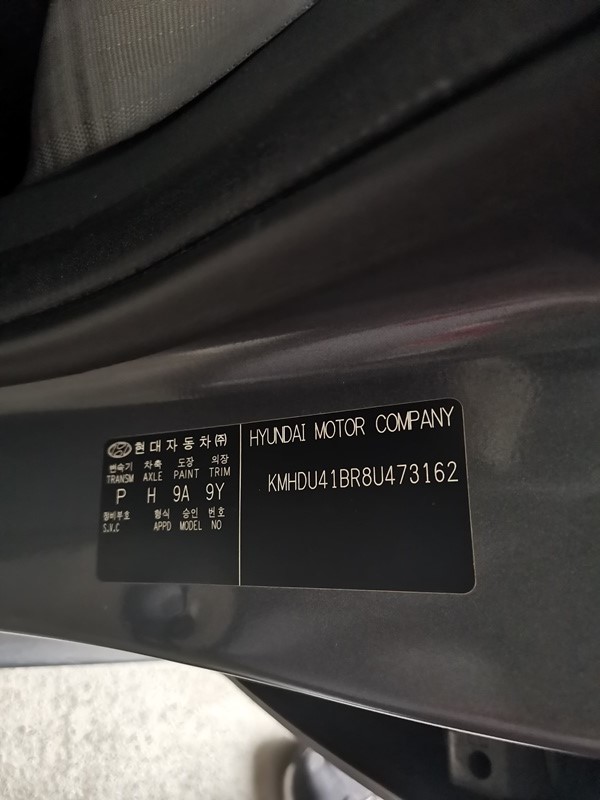 현대자동차㈜
변속기 차축 도장 외장
TRANSM AXLE PAINT TRIM
P H 9A 9Y
정비부호 형식 승인 번호
S.V.C APPD MODEL NO
HYUNDAI MOTOR COMPANY
KMHDU41BR8U473162